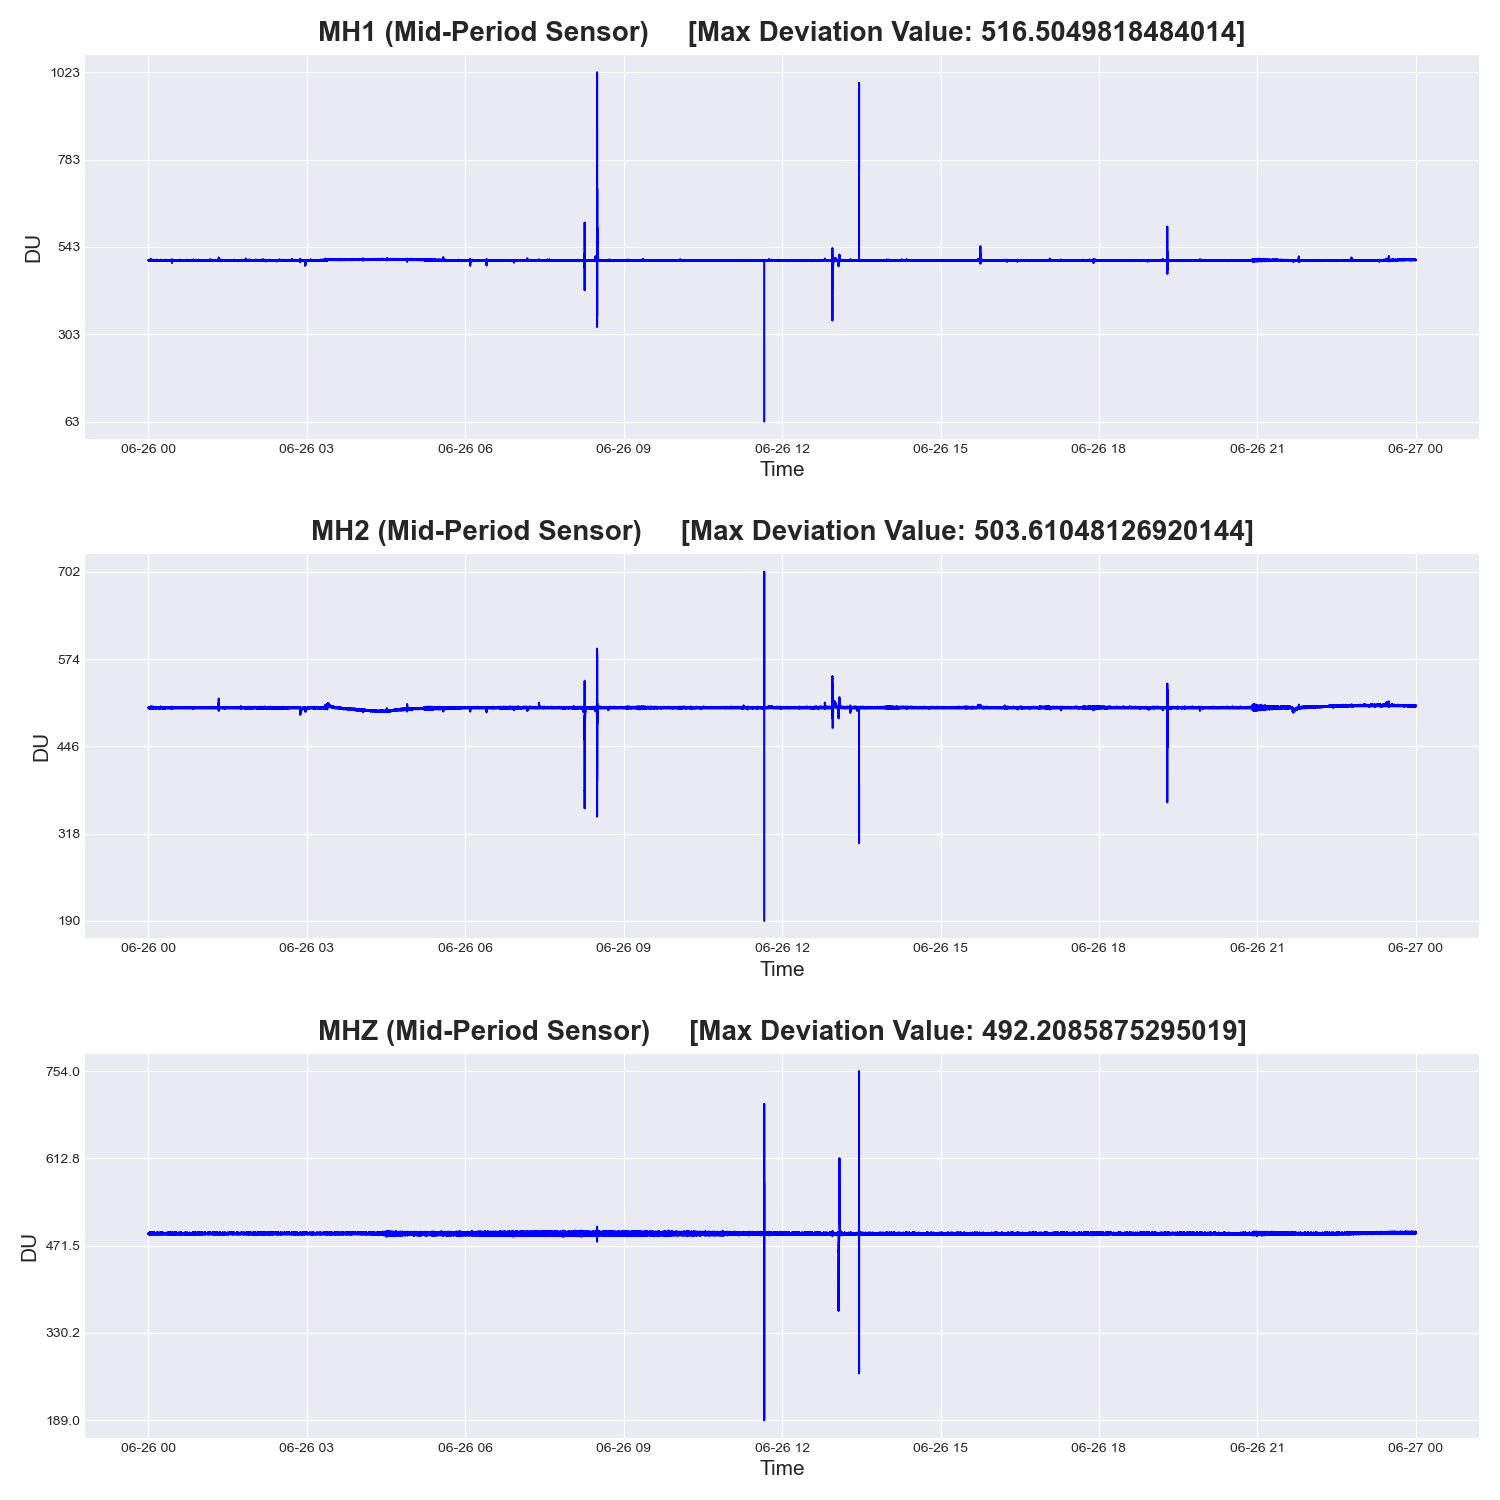 MH1 (Mid-Period Sensor) [Max Deviation Value: 516.5049818484014]
1023
783
543
303
63
DU
06-26 00 06-26 03 06-26 06 06-26 09 06-26 12 06-26 15 06-26 18 06-26 21 06-27 00
Time
MH2 (Mid-Period Sensor) [Max Deviation Value: 503.61048126920144]
702
574
446
318
190
DU
06-26 00 06-26 03 06-26 06 06-26 09 06-26 12 06-26 15 06-26 18 06-26 21 06-27 00
Time
MHZ (Mid-Period Sensor) [Max Deviation Value: 492.2085875295019]
754.0
612.8
471.5
330.2
189.0
DU
06-26 00 06-26 03 06-26 06 06-26 09 06-26 12 06-26 15 06-26 18 06-26 21 06-27 00
Time